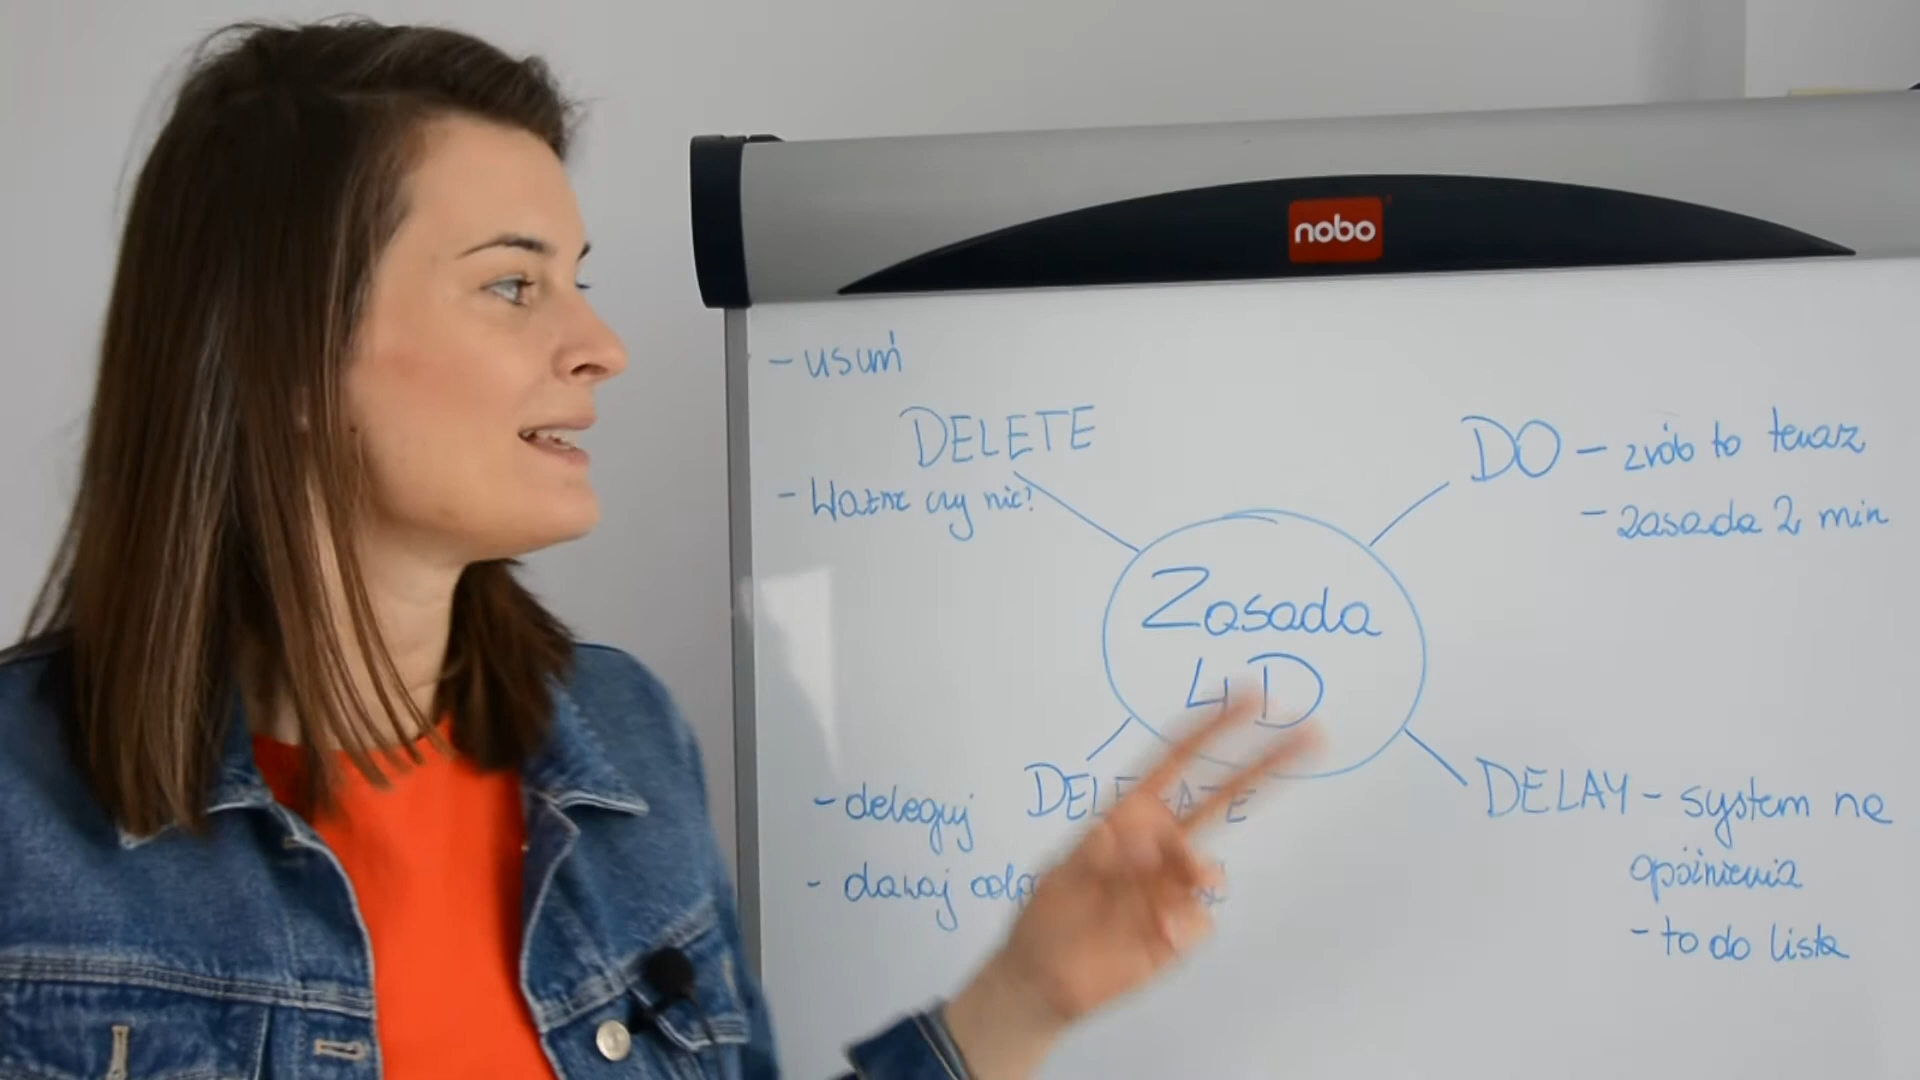 nobo
- usuń
DELETE
- Ważne czy nie?
DO - zrób to teraz
- zasada 2 min
Zasada
4D
- deleguj
DELEGATE
- dawaj
DELAY - system na
opóźnienia
- to do lista